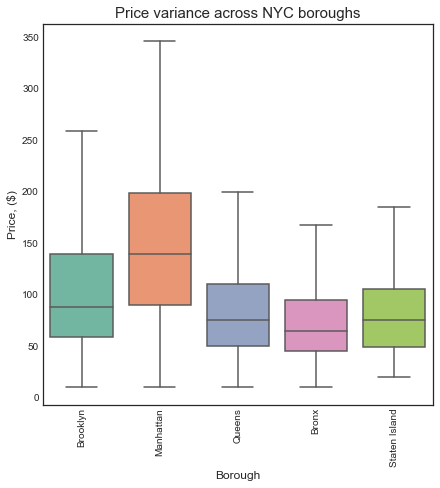 Price variance across NYC boroughs
Price, ($)
350
300
250
200
150
100
50
0
Brooklyn
Manhattan
Queens
Bronx
Staten Island
Borough